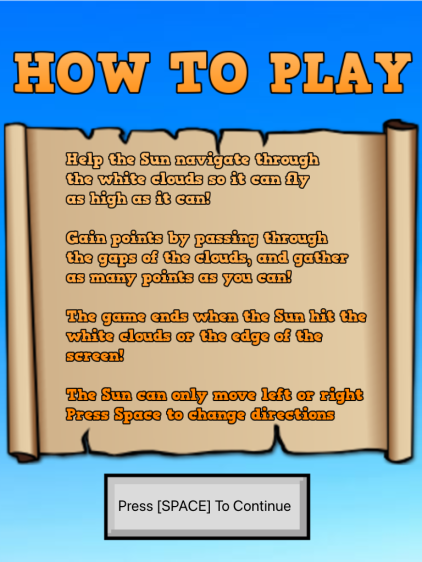 HOW TO PLAY
Help the Sun navigate through
the white clouds so it can fly
as high as it can!
Gain points by passing through
the gaps of the clouds, and gather
as many points as you can!
The game ends when the Sun hit the
white clouds or the edge of the
screen!
The Sun can only move left or right
Press Space to change directions
Press [SPACE] To Continue